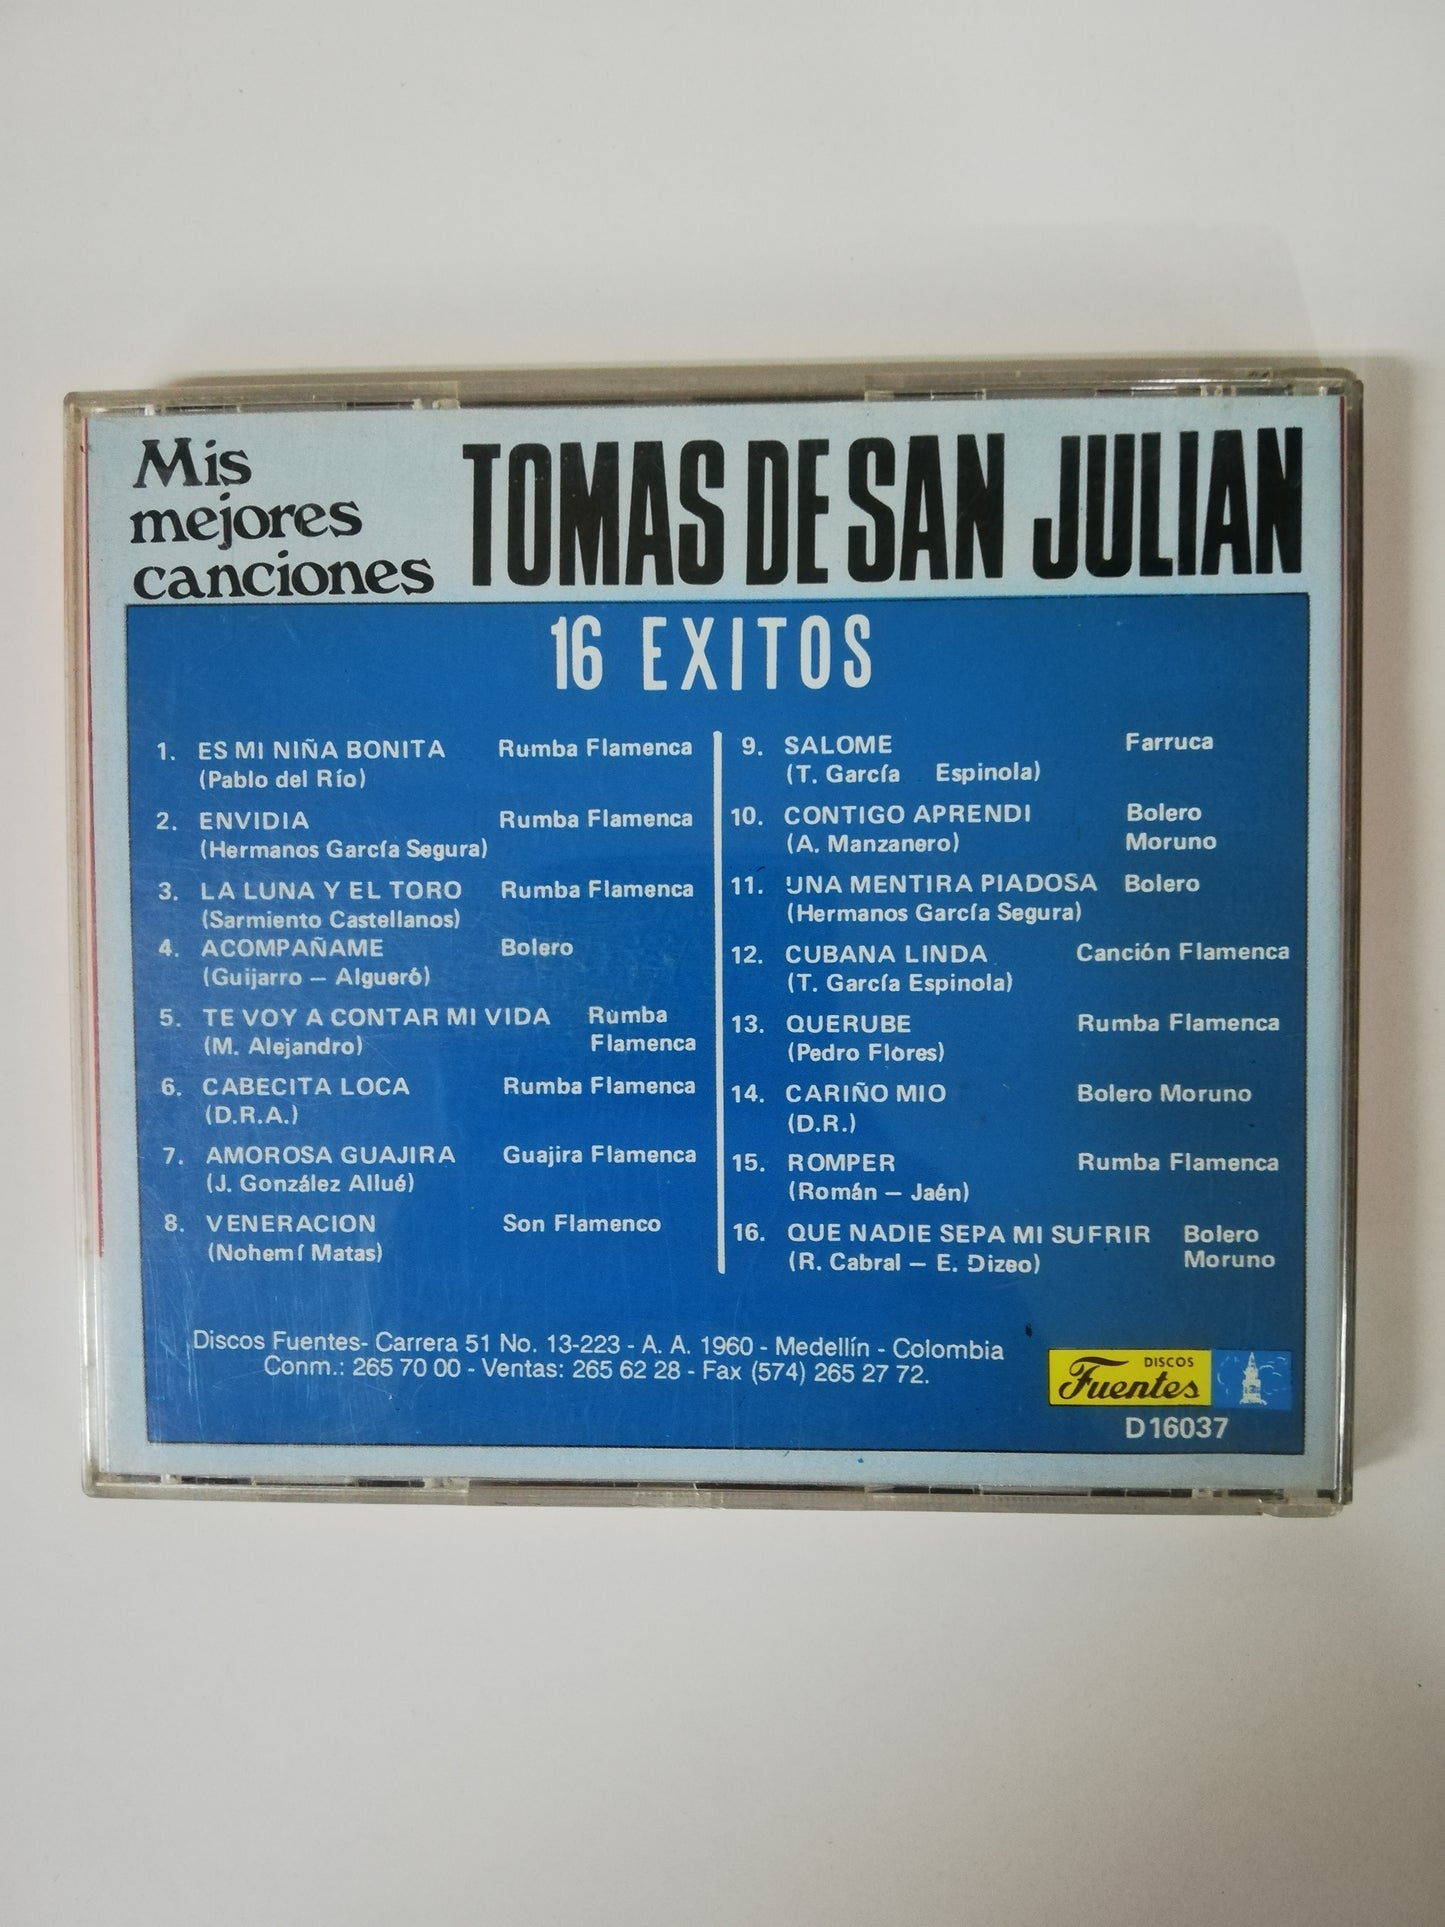 Mis
mejores
canciones
TOMAS DE SAN JULIAN
16 EXITOS
1. ES MI NIÑA BONITA Rumba Flamenca
(Pablo del Río)
2. ENVIDIA Rumba Flamenca
(Hermanos García Segura)
3. LA LUNA Y EL TORO Rumba Flamenca
(Sarmiento Castellanos)
4. ACOMPAÑAME Bolero
(Guijarro — Algueró)
5. TE VOY A CONTAR MI VIDA Rumba
(M. Alejandro) Flamenca
6. CABECITA LOCA Rumba Flamenca
(D.R.A.)
7. AMOROSA GUAJIRA Guajira Flamenca
(J. González Allué)
8. VENERACION Son Flamenco
(Nohemí Matas)
9. SALOME Farruca
(T. García Espinola)
10. CONTIGO APRENDI Bolero
(A. Manzanero) Moruno
11. UNA MENTIRA PIADOSA Bolero
(Hermanos García Segura)
12. CUBANA LINDA Canción Flamenca
(T. García Espinola)
13. QUERUBE Rumba Flamenca
(Pedro Flores)
14. CARIÑO MIO Bolero Moruno
(D.R.)
15. ROMPER Rumba Flamenca
(Román — Jaén)
16. QUE NADIE SEPA MI SUFRIR Bolero
(R. Cabral — E. Dizeo) Moruno
Discos Fuentes- Carrera 51 No. 13-223 - A. A. 1960 - Medellín - Colombia
Conm.: 265 70 00 - Ventas: 265 62 28 - Fax (574) 265 27 72.
DISCOS
Fuentes
D16037